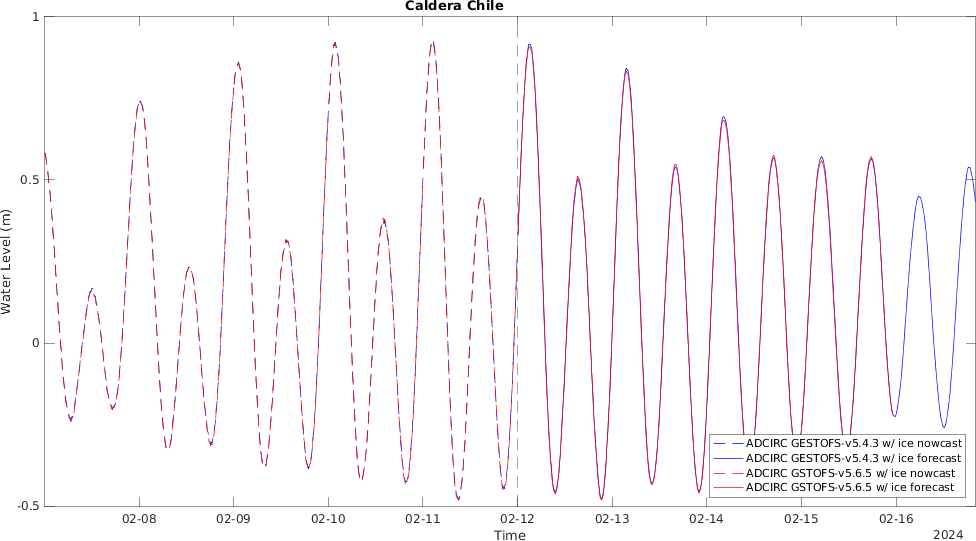 Caldera Chile
1
0.5
0
-0.5
Water Level (m)
02-08
02-09
02-10
02-11
02-12
02-13
02-14
02-15
02-16
Time
2024
ADCIRC GESTOFS-v5.4.3 w/ ice nowcast
ADCIRC GESTOFS-v5.4.3 w/ ice forecast
ADCIRC GSTOFS-v5.6.5 w/ ice nowcast
ADCIRC GSTOFS-v5.6.5 w/ ice forecast